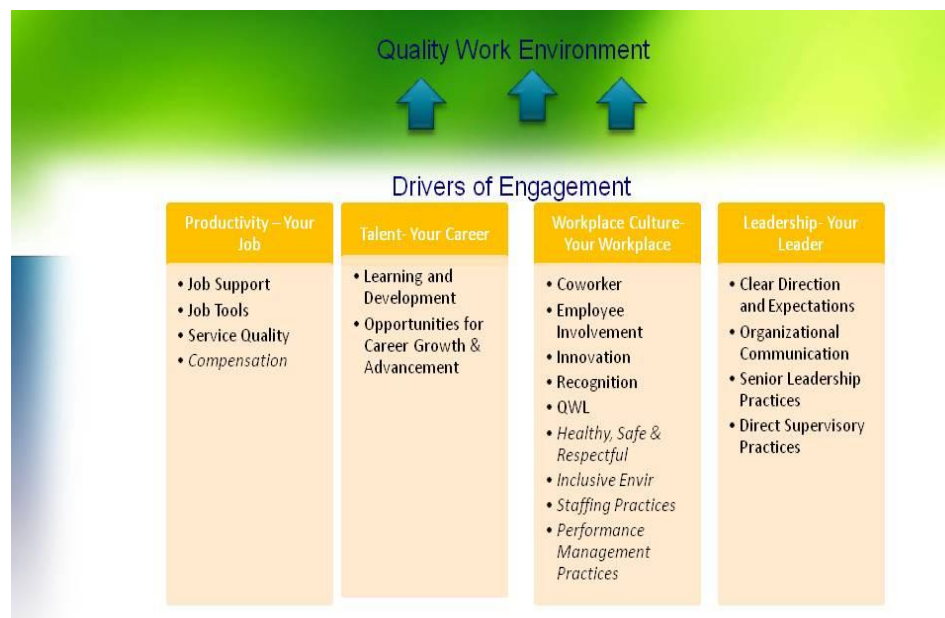 Quality Work Environment
Drivers of Engagement
Productivity – Your
Job
• Job Support
• Job Tools
• Service Quality
• Compensation
Talent- Your Career
• Learning and
Development
• Opportunities for
Career Growth &
Advancement
Workplace Culture-
Your Workplace
• Coworker
• Employee
Involvement
• Innovation
• Recognition
• QWL
• Healthy, Safe &
Respectful
• Inclusive Envir
• Staffing Practices
• Performance
Management
Practices
Leadership- Your
Leader
• Clear Direction
and Expectations
• Organizational
Communication
• Senior Leadership
Practices
• Direct Supervisory
Practices